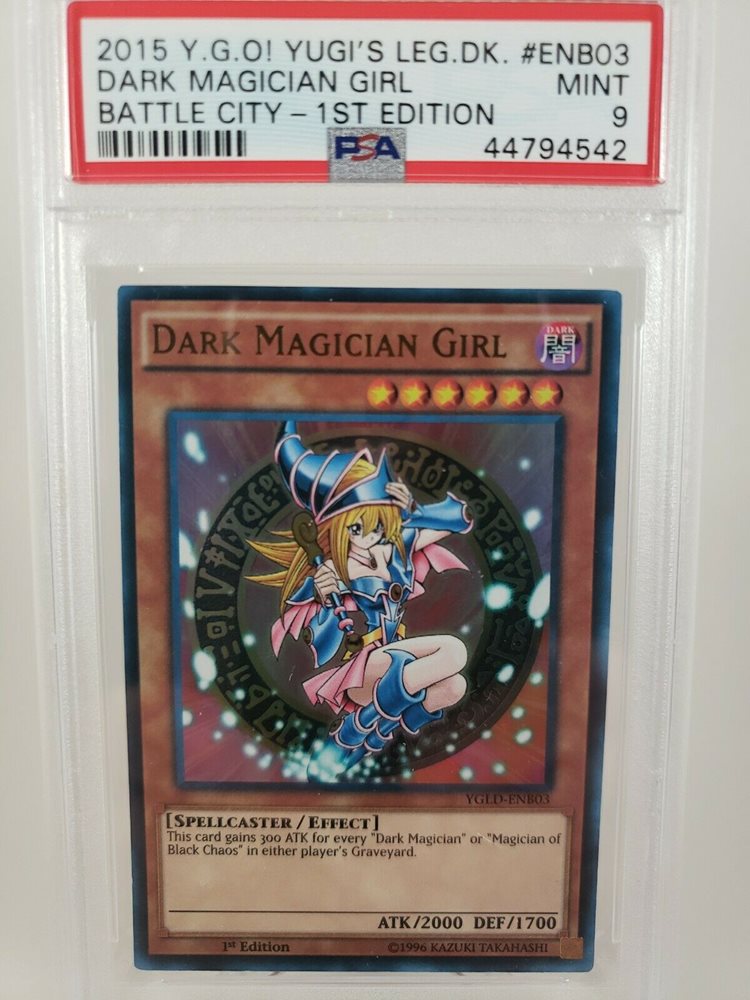 2015 Y.G.O! YUGI'S LEG.DK. #ENB03
DARK MAGICIAN GIRL MINT
BATTLE CITY – 1ST EDITION 9
PSA 44794542
DARK MAGICIAN GIRL
DARK
闇
YGLD-ENB03
[SPELLCASTER / EFFECT]
This card gains 300 ATK for every "Dark Magician" or "Magician of
Black Chaos" in either player's Graveyard.
ATK/2000 DEF/1700
1st Edition ©1996 KAZUKI TAKAHASHI